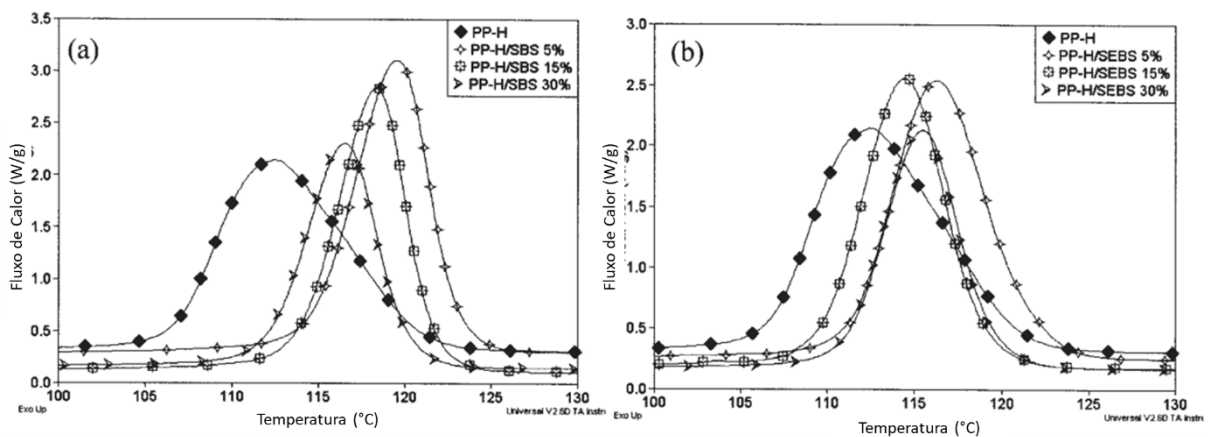 (a)
PP-H
PP-H/SBS 5%
PP-H/SBS 15%
PP-H/SBS 30%
Fluxo de Calor (W/g)
3.5
3.0
2.5
2.0
1.5
1.0
0.5
0.0
100
105
110
115
120
125
130
Exo Up
Temperatura (°C)
Universal V2.6D TA Instru
(b)
PP-H
PP-H/SEBS 5%
PP-H/SEBS 15%
PP-H/SEBS 30%
Fluxo de Calor (W/g)
3.0
2.5
2.0
1.5
1.0
0.5
0.0
100
105
110
115
120
125
130
Exo Up
Temperatura (°C)
Universal V2.6D TA Instru